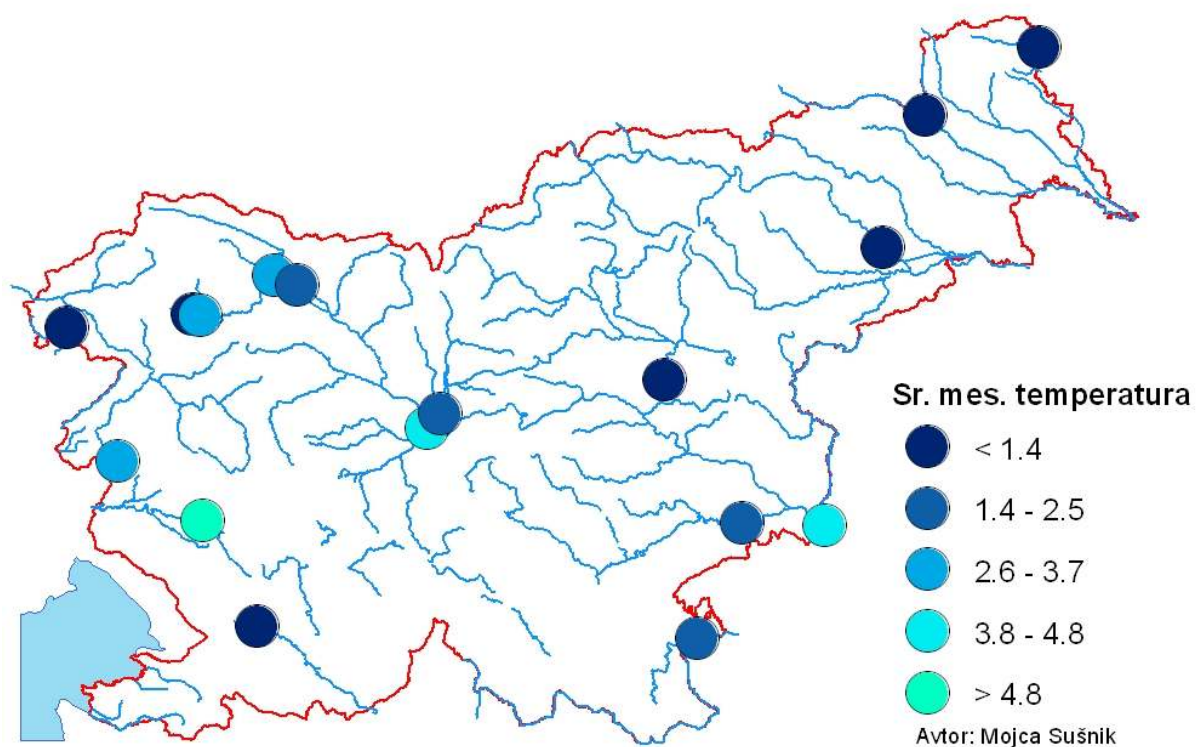 Sr. mes. temperatura
< 1.4
1.4 - 2.5
2.6 - 3.7
3.8 - 4.8
> 4.8
Avtor: Mojca Sušnik